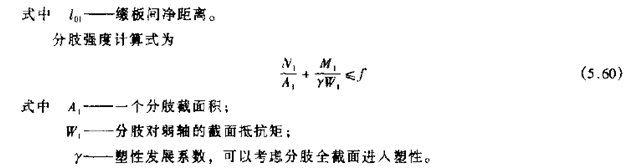 式中 l₀₁——缀板间净距离。
分肢强度计算式为
N₁/A₁ + M₁/γW₁ ≤ f (5.60)
式中 A₁——一个分肢截面积；
W₁——分肢对弱轴的截面抵抗矩；
γ——塑性发展系数，可以考虑分肢全截面进入塑性。